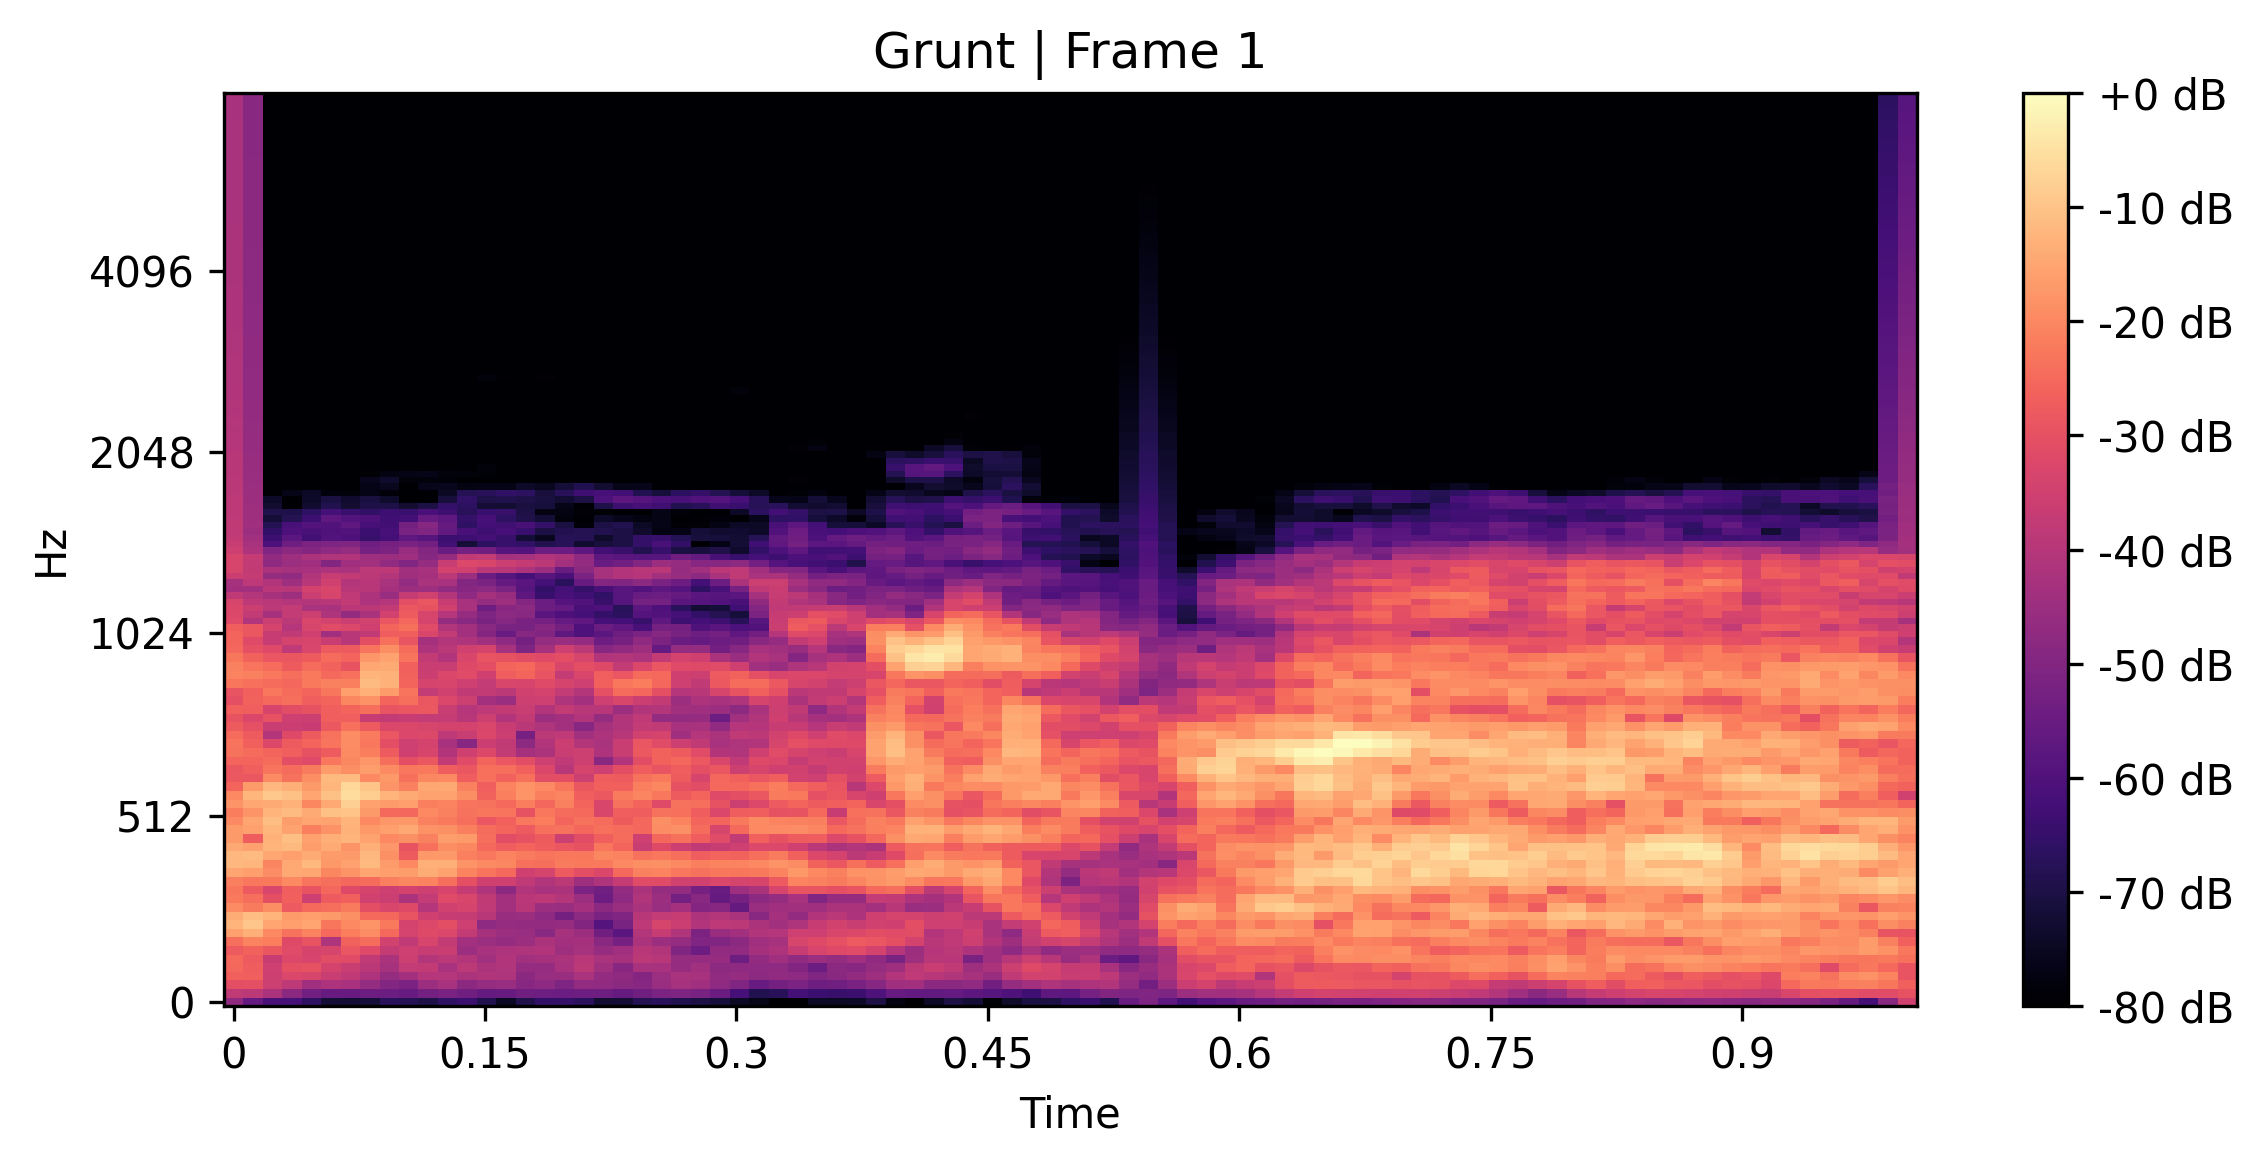 Grunt | Frame 1
Hz
4096
2048
1024
512
0
0 0.15 0.3 0.45 0.6 0.75 0.9
Time
+0 dB
-10 dB
-20 dB
-30 dB
-40 dB
-50 dB
-60 dB
-70 dB
-80 dB